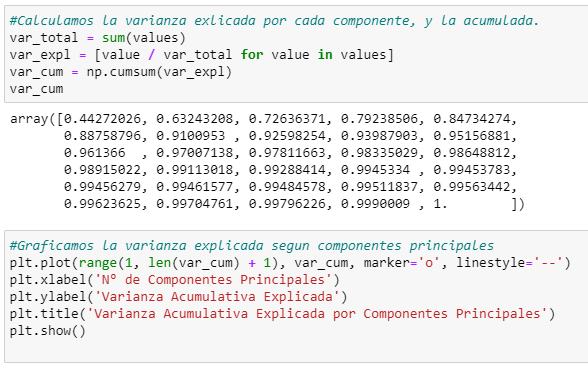 #Calculamos la varianza exlicada por cada componente, y la acumulada.
var_total = sum(values)
var_expl = [value / var_total for value in values]
var_cum = np.cumsum(var_expl)
var_cum
array([0.44272026, 0.63243208, 0.72636371, 0.79238506, 0.84734274,
0.88758796, 0.9100953 , 0.92598254, 0.93987903, 0.95156881,
0.961366  , 0.97007138, 0.97811663, 0.98335029, 0.98648812,
0.98915022, 0.99113018, 0.99288414, 0.9945334 , 0.99453783,
0.99456279, 0.99461577, 0.99484578, 0.99511837, 0.99563442,
0.99623625, 0.99704761, 0.99796226, 0.9990009 , 1.        ])
#Graficamos la varianza explicada segun componentes principales
plt.plot(range(1, len(var_cum) + 1), var_cum, marker='o', linestyle='--')
plt.xlabel('N° de Componentes Principales')
plt.ylabel('Varianza Acumulativa Explicada')
plt.title('Varianza Acumulativa Explicada por Componentes Principales')
plt.show()